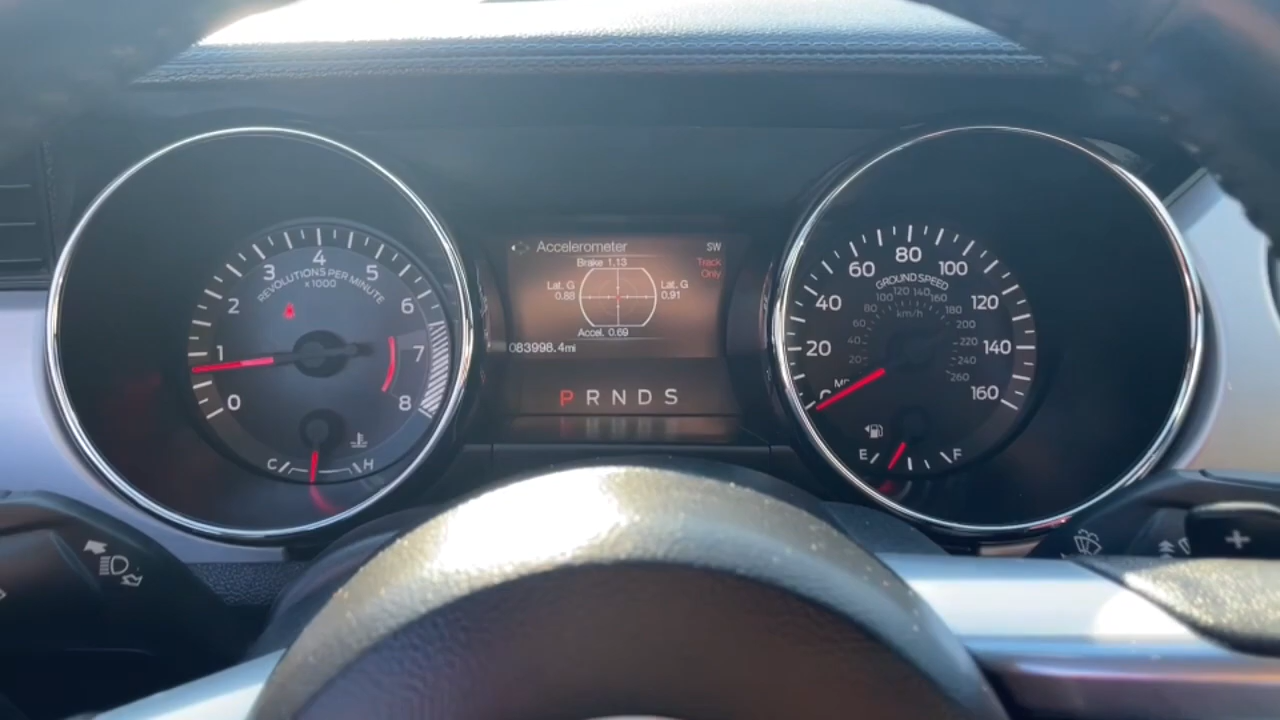 Accelerometer SW
Brake 1.13
Track
Only
Lat. G
0.88
Lat. G
0.91
Accel. 0.69
083998.4mi
P R N D S
0 1 2 3 4 5 6 7 8
REVOLUTIONS PER MINUTE
x1000
C H
20 40 60 80 100 120 140 160
GROUND SPEED
20 40 60 80 100 120 140 160 180 200 220 240 260
km/h
E F
+